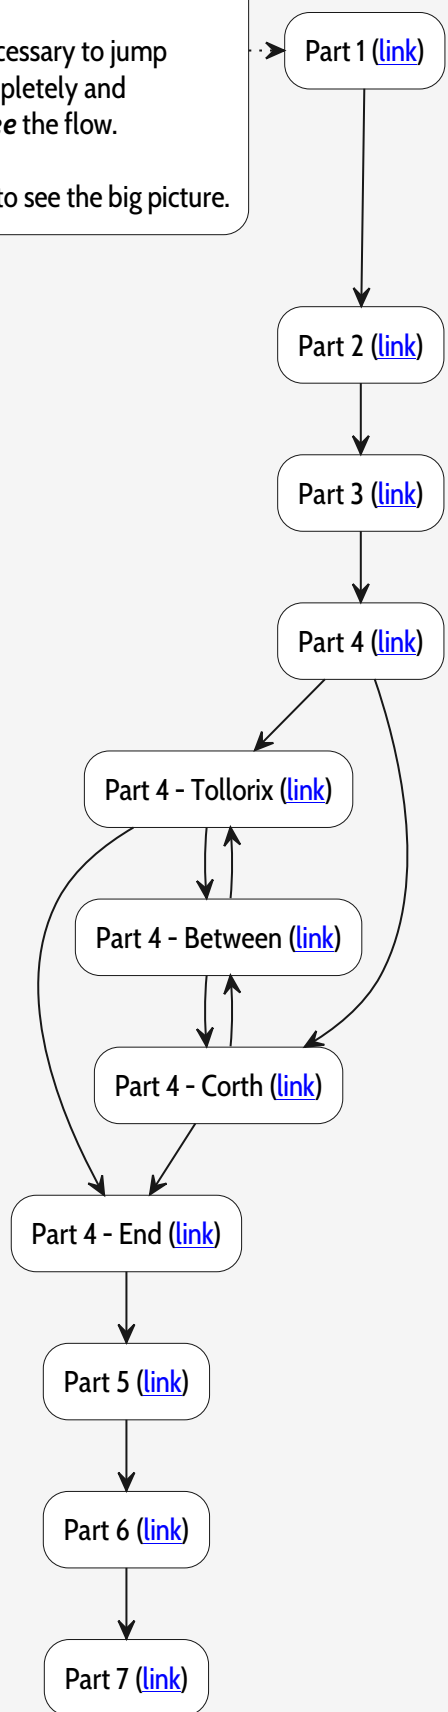 to jump
and
the flow.
to see the big picture.
Part 1 (link)
Part 2 (link)
Part 3 (link)
Part 4 (link)
Part 4 - Tollorix (link)
Part 4 - Between (link)
Part 4 - Corth (link)
Part 4 - End (link)
Part 5 (link)
Part 6 (link)
Part 7 (link)